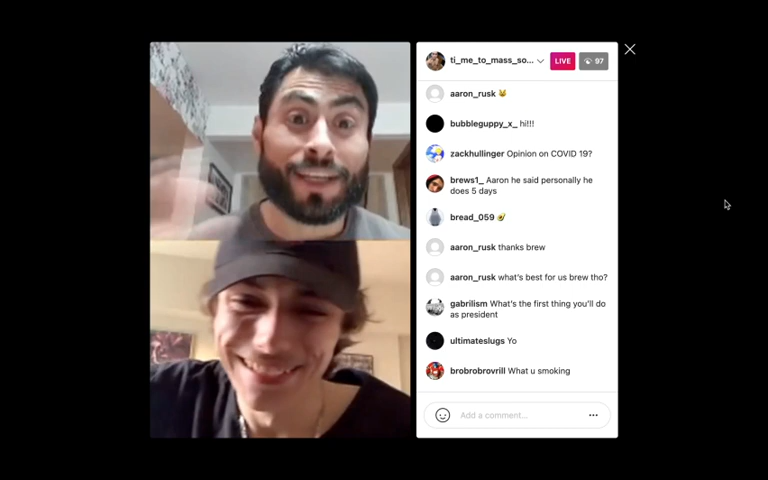 ti_me_to_mass_so...
LIVE
97
aaron_rusk
bubbleguppy_x_ hi!!!
zackhullinger Opinion on COVID 19?
brews1_ Aaron he said personally he
does 5 days
bread_059
aaron_rusk thanks brew
aaron_rusk what's best for us brew tho?
gabrilism What's the first thing you'll do
as president
ultimateslugs Yo
brobrobrovrill What u smoking
Add a comment...